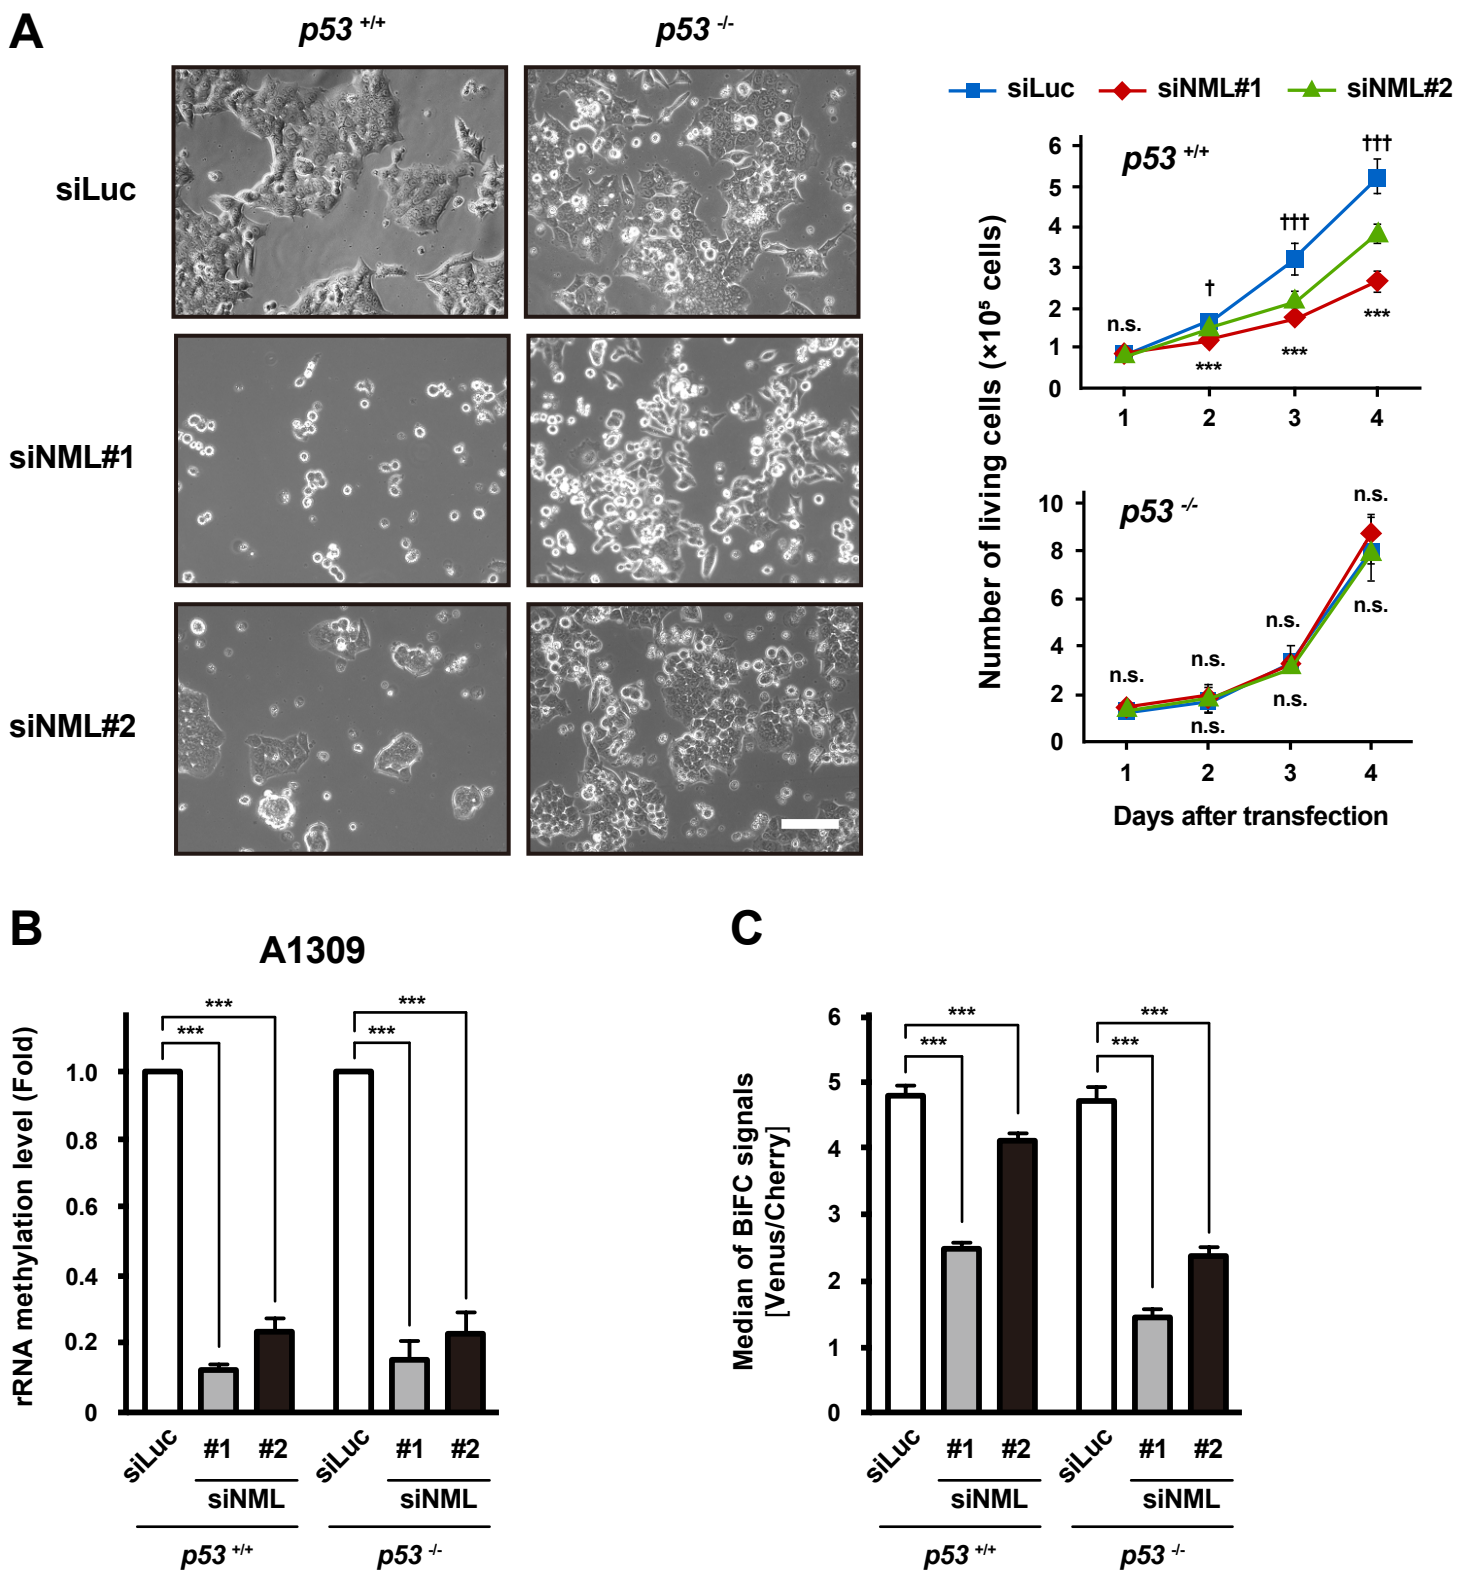 A
p53 +/+
p53 -/-
siLuc
siNML#1
siNML#2
siLuc siNML#1 siNML#2
Number of living cells (×10⁵ cells)
p53 +/+
6
5
4
3
2
1
0
n.s.
†
†††
†††
***
***
***
1 2 3 4
p53 -/-
10
8
6
4
2
0
n.s.
n.s.
n.s.
n.s.
n.s.
n.s.
n.s.
1 2 3 4
Days after transfection
B
A1309
rRNA methylation level (Fold)
1.0
0.8
0.6
0.4
0.2
0
***
***
***
***
siLuc #1 #2 siLuc #1 #2
siNML siNML
p53 +/+ p53 -/-
C
Median of BiFC signals
[Venus/Cherry]
6
5
4
3
2
1
0
***
***
***
***
siLuc #1 #2 siLuc #1 #2
siNML siNML
p53 +/+ p53 -/-